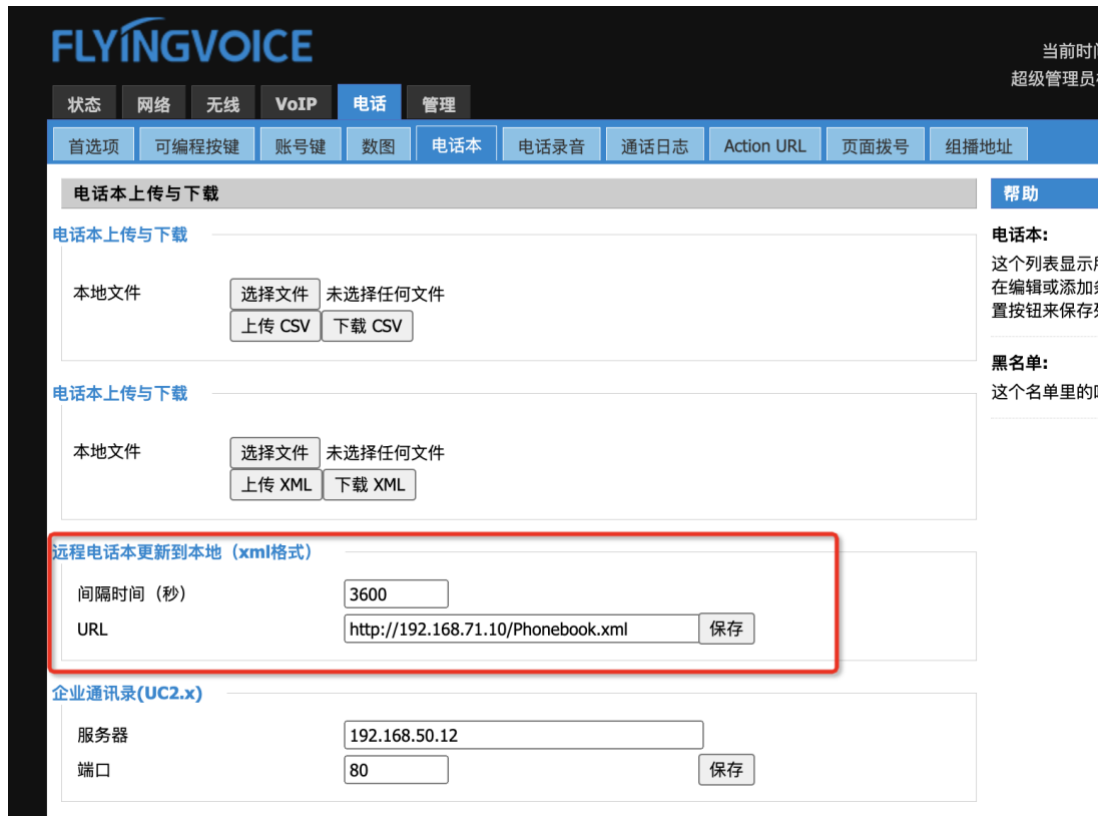 FLYINGVOICE
当前时
超级管理员
状态 网络 无线 VoIP 电话 管理
首选项 可编程按键 账号键 数图 电话本 电话录音 通话日志 Action URL 页面拨号 组播地址
电话本上传与下载
电话本上传与下载
本地文件 选择文件 未选择任何文件
上传 CSV 下载 CSV
电话本上传与下载
本地文件 选择文件 未选择任何文件
上传 XML 下载 XML
远程电话本更新到本地（xml格式）
间隔时间（秒） 3600
URL http://192.168.71.10/Phonebook.xml 保存
企业通讯录(UC2.x)
服务器 192.168.50.12
端口 80 保存
帮助
电话本:
这个列表显示
在编辑或添加
置按钮来保存
黑名单:
这个名单里的